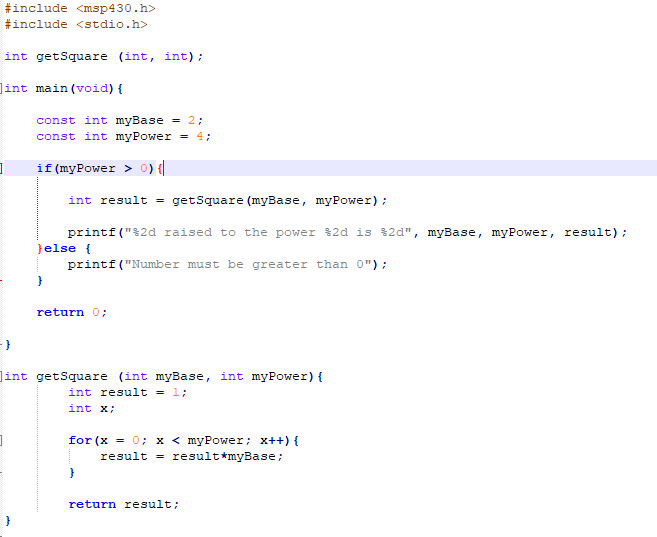 #include <msp430.h>
#include <stdio.h>
int getSquare (int, int);
int main(void){
const int myBase = 2;
const int myPower = 4;
if(myPower > 0){
int result = getSquare(myBase, myPower);
printf("%2d raised to the power %2d is %2d", myBase, myPower, result);
}else {
printf("Number must be greater than 0");
}
return 0;
}
int getSquare (int myBase, int myPower){
int result = 1;
int x;
for(x = 0; x < myPower; x++){
result = result*myBase;
}
return result;
}